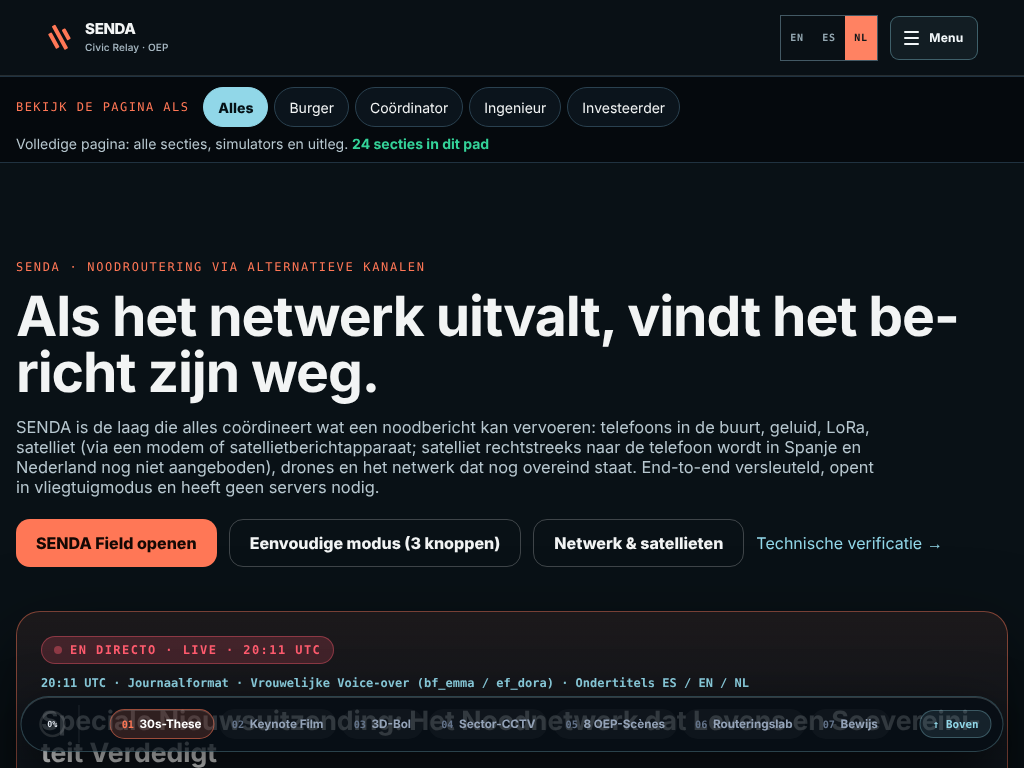 SENDA
Civic Relay · OEP
EN ES NL
Menu
BEKIJK DE PAGINA ALS
Alles Burger Coördinator Ingenieur Investeerder
Volledige pagina: alle secties, simulators en uitleg. 24 secties in dit pad
SENDA · NOODROUTERING VIA ALTERNATIEVE KANALEN
Als het netwerk uitvalt, vindt het be-
richt zijn weg.
SENDA is de laag die alles coördineert wat een noodbericht kan vervoeren: telefoons in de buurt, geluid, LoRa,
satelliet (via een modem of satellietberichtapparaat; satelliet rechtstreeks naar de telefoon wordt in Spanje en
Nederland nog niet aangeboden), drones en het netwerk dat nog overeind staat. End-to-end versleuteld, opent
in vliegtuigmodus en heeft geen servers nodig.
SENDA Field openen Eenvoudige modus (3 knoppen) Netwerk & satellieten Technische verificatie →
EN DIRECTO · LIVE · 20:11 UTC
20:11 UTC · Journaalformat · Vrouwelijke Voice-over (bf_emma / ef_dora) · Ondertitels ES / EN / NL
0% 01 30s-These 02 Keynote Film 03 3D-Bol 04 Sector-CCTV 05 8 OEP-Scènes 06 Routeringslab 07 Bewijs ↑ Boven
teit Verdedigt